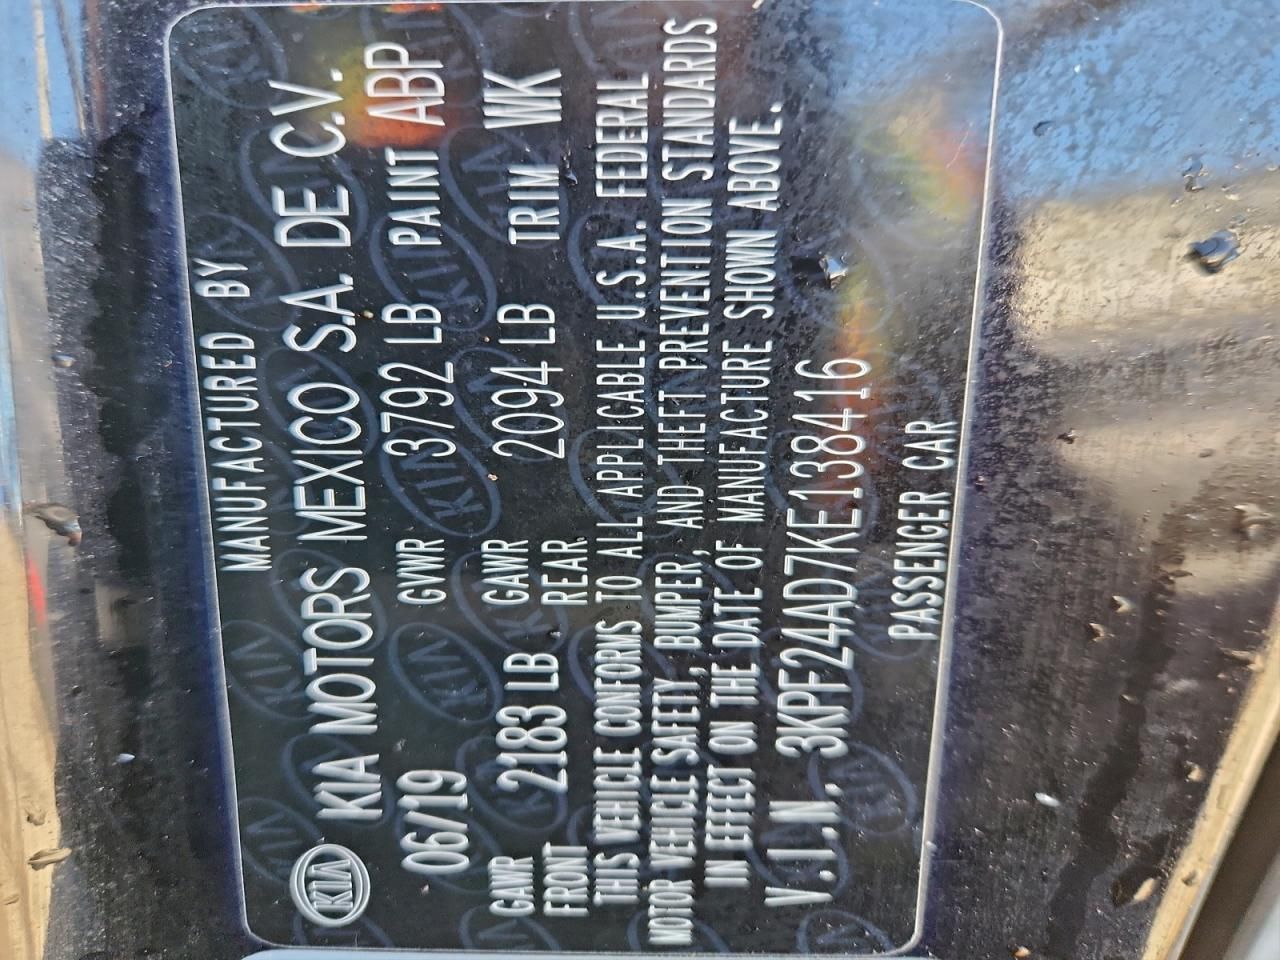 MANUFACTURED BY
KIA KIA MOTORS MEXICO S.A. DE C.V.
06/19 GVWR 3792 LB PAINT ABP
GAWR FRONT 2183 LB GAWR REAR 2094 LB TRIM WK
THIS VEHICLE CONFORMS TO ALL APPLICABLE U.S.A. FEDERAL
MOTOR VEHICLE SAFETY, BUMPER, AND THEFT PREVENTION STANDARDS
IN EFFECT ON THE DATE OF MANUFACTURE SHOWN ABOVE.
V.I.N. 3KPF24AD7KE138416
PASSENGER CAR